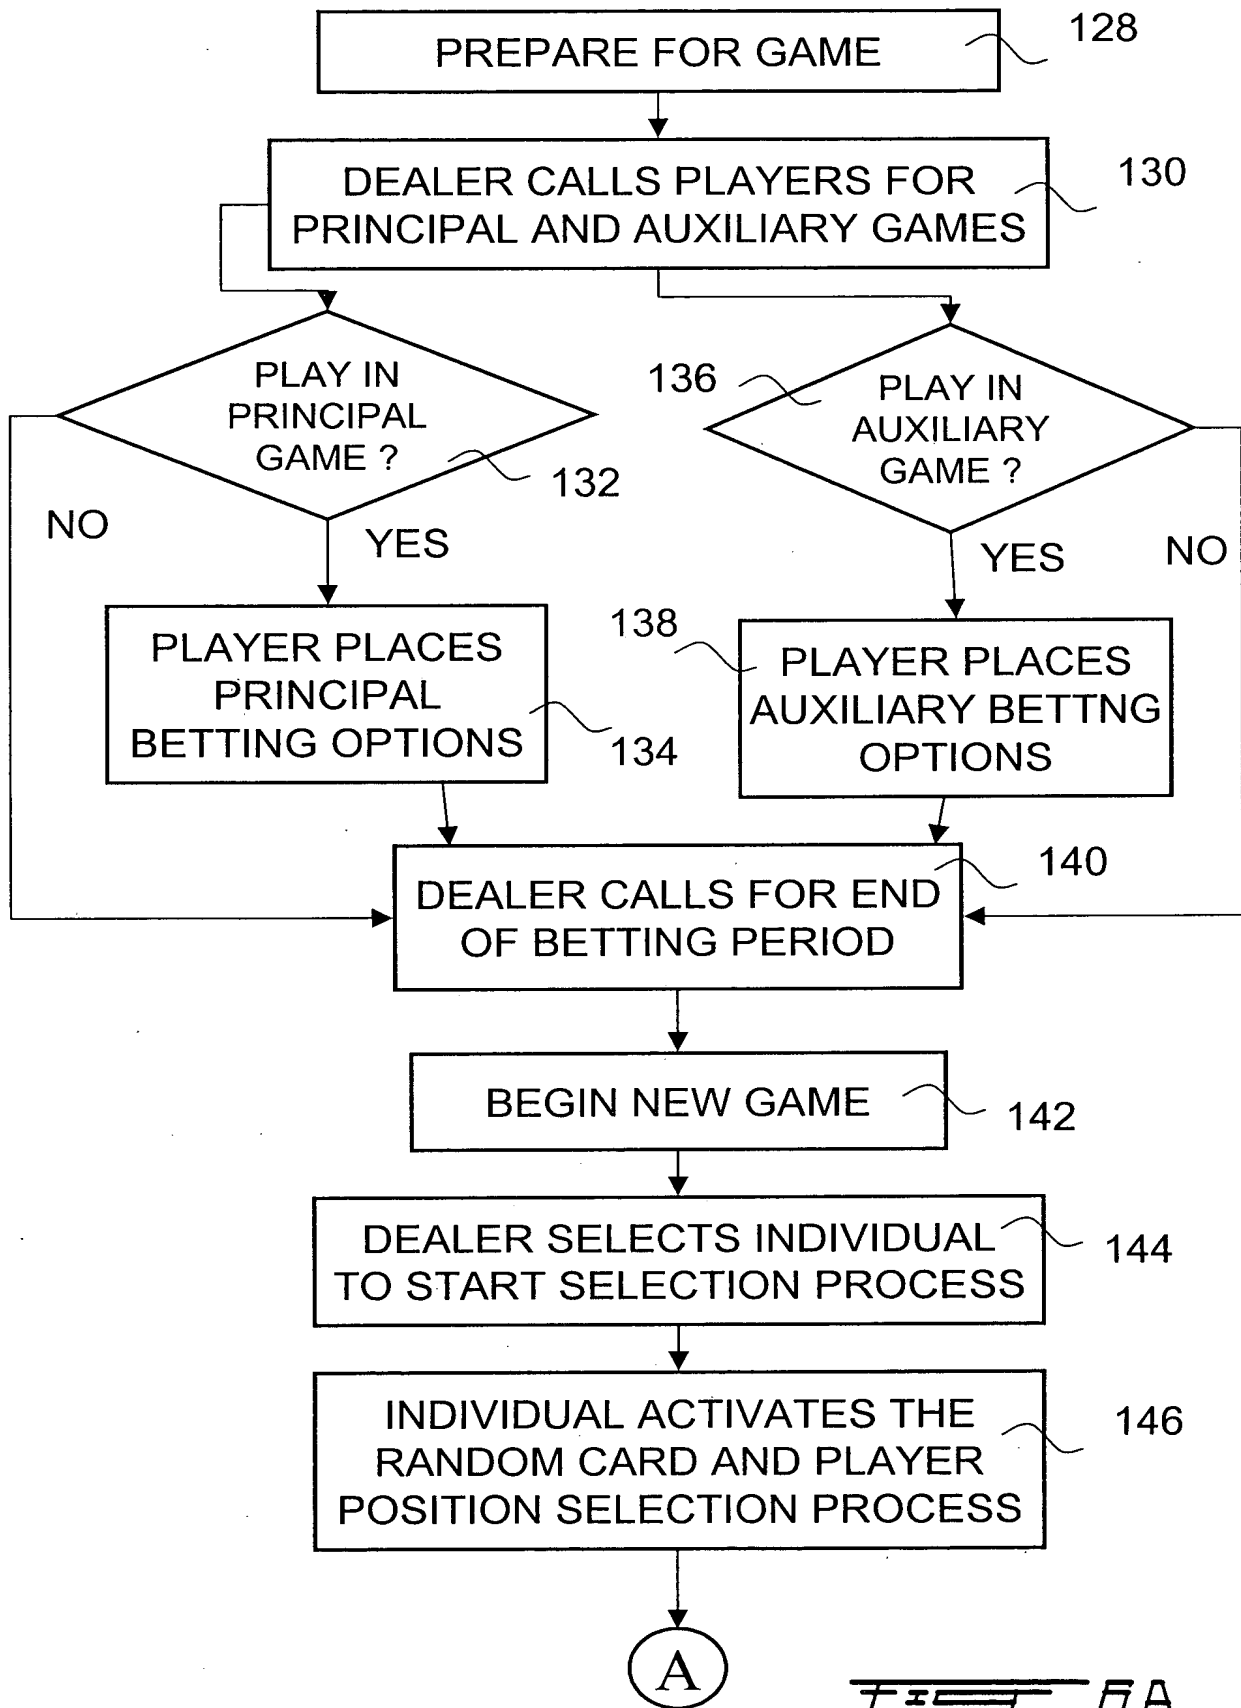 PREPARE FOR GAME
128
DEALER CALLS PLAYERS FOR
PRINCIPAL AND AUXILIARY GAMES
130
PLAY IN
PRINCIPAL
GAME ?
132
136
PLAY IN
AUXILIARY
GAME ?
NO
YES
YES
NO
PLAYER PLACES
PRINCIPAL
BETTING OPTIONS
134
138
PLAYER PLACES
AUXILIARY BETTNG
OPTIONS
DEALER CALLS FOR END
OF BETTING PERIOD
140
BEGIN NEW GAME
142
DEALER SELECTS INDIVIDUAL
TO START SELECTION PROCESS
144
INDIVIDUAL ACTIVATES THE
RANDOM CARD AND PLAYER
POSITION SELECTION PROCESS
146
A